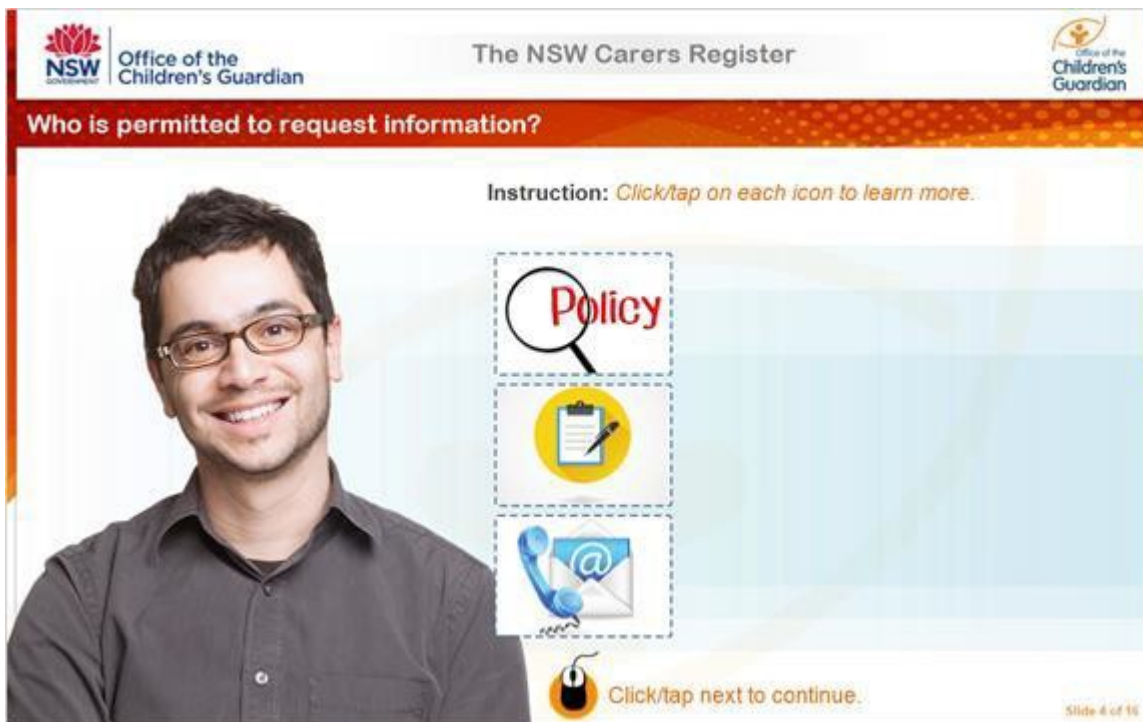 NSW
GOVERNMENT
Office of the
Children's Guardian
The NSW Carers Register
Office of the
Children's
Guardian
Who is permitted to request information?
Instruction: Click/tap on each icon to learn more.
Policy
@
Click/tap next to continue.
Slide 4 of 16